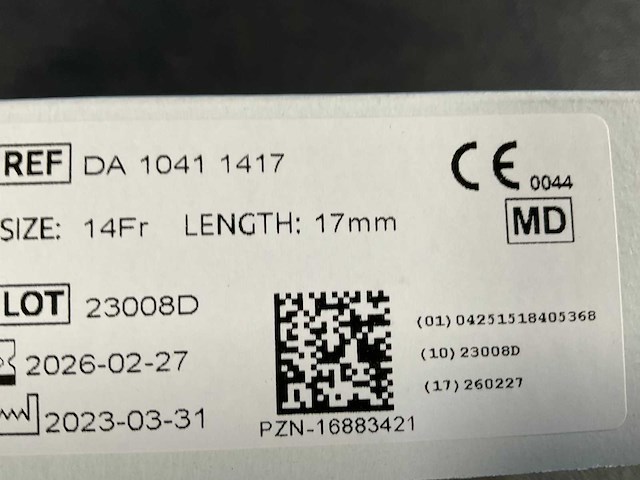 REF DA 1041 1417
CE 0044
SIZE: 14Fr LENGTH: 17mm
MD
LOT 23008D
2026-02-27
2023-03-31
(01)04251518405368
(10)23008D
(17)260227
PZN-16883421